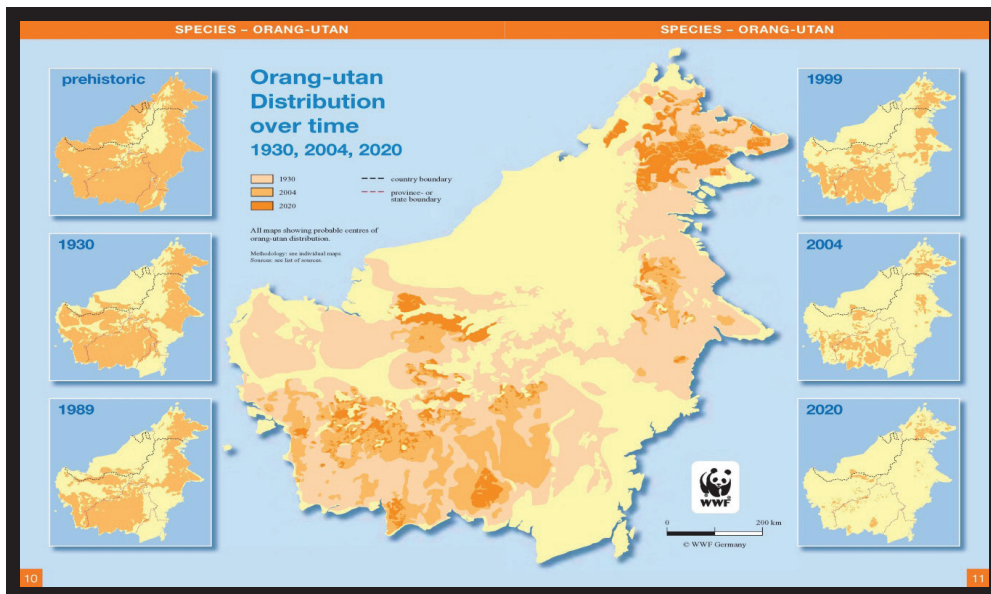 SPECIES – ORANG-UTAN
SPECIES – ORANG-UTAN
prehistoric
1930
1989
Orang-utan
Distribution
over time
1930, 2004, 2020
1930
2004
2020
country boundary
province- or
state boundary
All maps showing probable centres of
orang-utan distribution.
Methodology: see individual maps
Sources: see list of sources.
1999
2004
2020
WWF
0
200 km
© WWF Germany
10
11